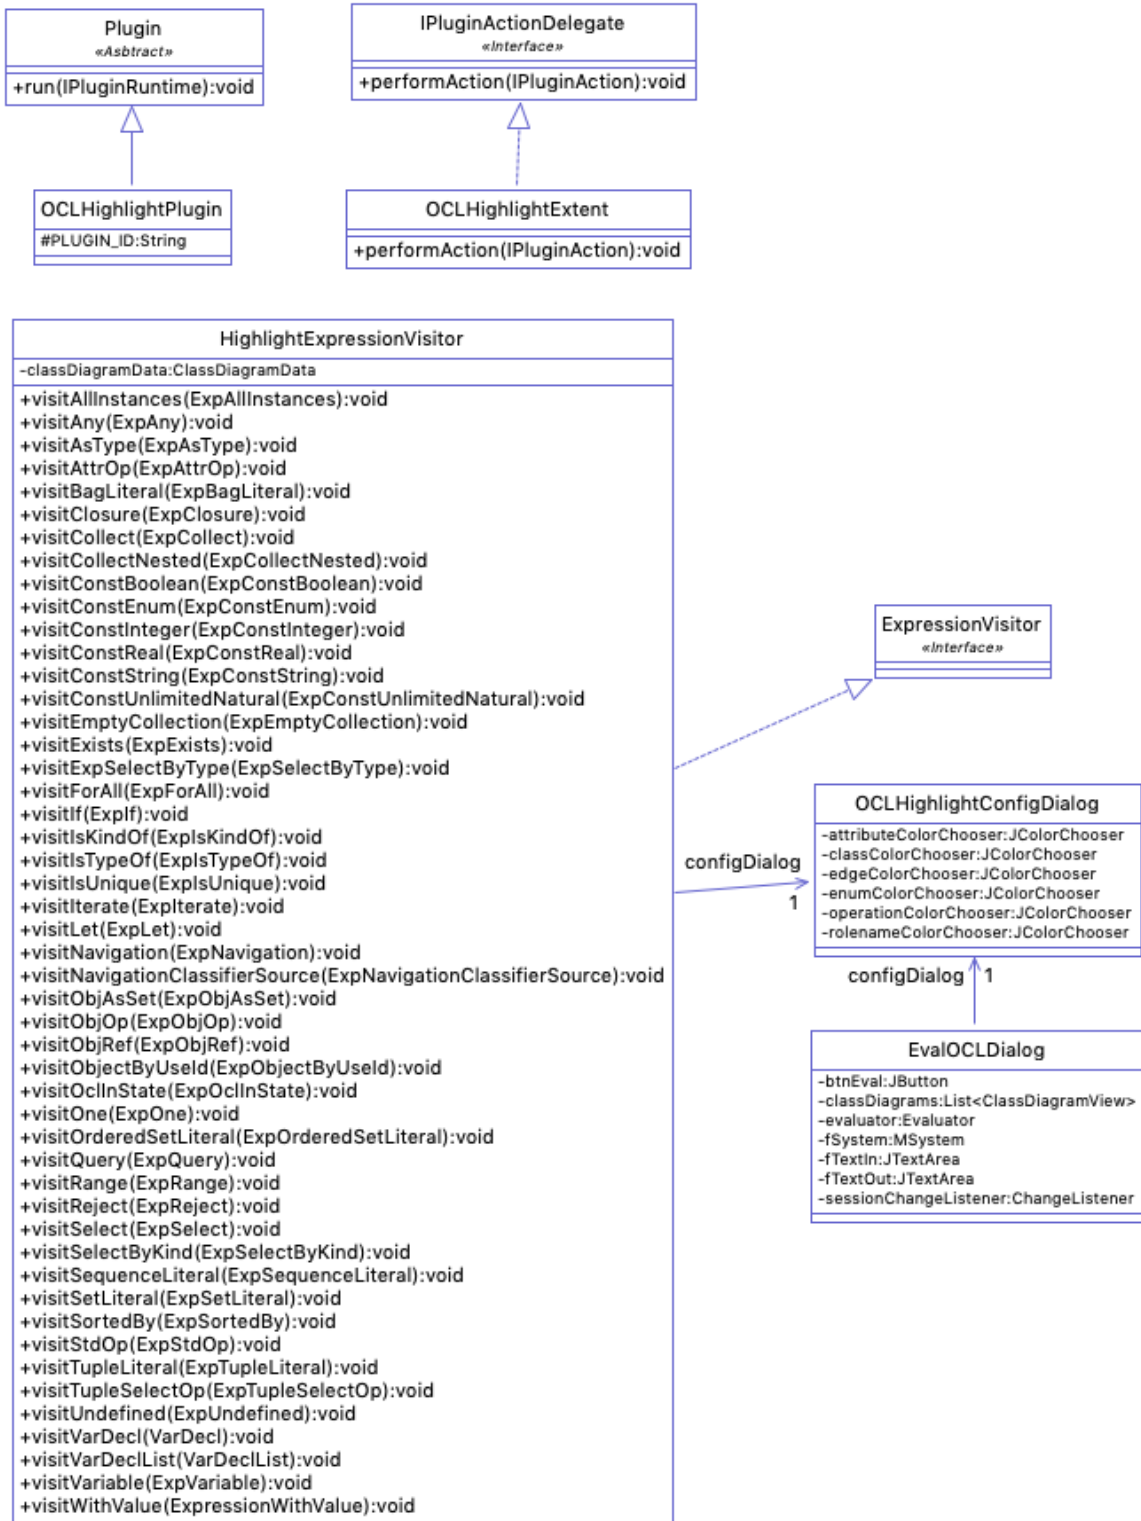 Plugin
«Asbtract»
+run(IPluginRuntime):void
IPluginActionDelegate
«Interface»
+performAction(IPluginAction):void
OCLHighlightPlugin
#PLUGIN_ID:String
OCLHighlightExtent
+performAction(IPluginAction):void
HighlightExpressionVisitor
-classDiagramData:ClassDiagramData
+visitAllInstances(ExpAllInstances):void
+visitAny(ExpAny):void
+visitAsType(ExpAsType):void
+visitAttrOp(ExpAttrOp):void
+visitBagLiteral(ExpBagLiteral):void
+visitClosure(ExpClosure):void
+visitCollect(ExpCollect):void
+visitCollectNested(ExpCollectNested):void
+visitConstBoolean(ExpConstBoolean):void
+visitConstEnum(ExpConstEnum):void
+visitConstInteger(ExpConstInteger):void
+visitConstReal(ExpConstReal):void
+visitConstString(ExpConstString):void
+visitConstUnlimitedNatural(ExpConstUnlimitedNatural):void
+visitEmptyCollection(ExpEmptyCollection):void
+visitExists(ExpExists):void
+visitExpSelectByType(ExpSelectByType):void
+visitForAll(ExpForAll):void
+visitIf(ExpIf):void
+visitIsKindOf(ExpIsKindOf):void
+visitIsTypeOf(ExpIsTypeOf):void
+visitIsUnique(ExpIsUnique):void
+visitIterate(ExpIterate):void
+visitLet(ExpLet):void
+visitNavigation(ExpNavigation):void
+visitNavigationClassifierSource(ExpNavigationClassifierSource):void
+visitObjAsSet(ExpObjAsSet):void
+visitObjOp(ExpObjOp):void
+visitObjRef(ExpObjRef):void
+visitObjectByUseId(ExpObjectByUseId):void
+visitOclInState(ExpOclInState):void
+visitOne(ExpOne):void
+visitOrderedSetLiteral(ExpOrderedSetLiteral):void
+visitQuery(ExpQuery):void
+visitRange(ExpRange):void
+visitReject(ExpReject):void
+visitSelect(ExpSelect):void
+visitSelectByKind(ExpSelectByKind):void
+visitSequenceLiteral(ExpSequenceLiteral):void
+visitSetLiteral(ExpSetLiteral):void
+visitSortedBy(ExpSortedBy):void
+visitStdOp(ExpStdOp):void
+visitTupleLiteral(ExpTupleLiteral):void
+visitTupleSelectOp(ExpTupleSelectOp):void
+visitUndefined(ExpUndefined):void
+visitVarDecl(VarDecl):void
+visitVarDeclList(VarDeclList):void
+visitVariable(ExpVariable):void
+visitWithValue(ExpressionWithValue):void
ExpressionVisitor
«Interface»
configDialog
1
OCLHighlightConfigDialog
-attributeColorChooser:JColorChooser
-classColorChooser:JColorChooser
-edgeColorChooser:JColorChooser
-enumColorChooser:JColorChooser
-operationColorChooser:JColorChooser
-rolenameColorChooser:JColorChooser
configDialog 1
EvalOCLDialog
-btnEval:JButton
-classDiagrams:List<ClassDiagramView>
-evaluator:Evaluator
-fSystem:MSystem
-fTextIn:JTextArea
-fTextOut:JTextArea
-sessionChangeListener:ChangeListener